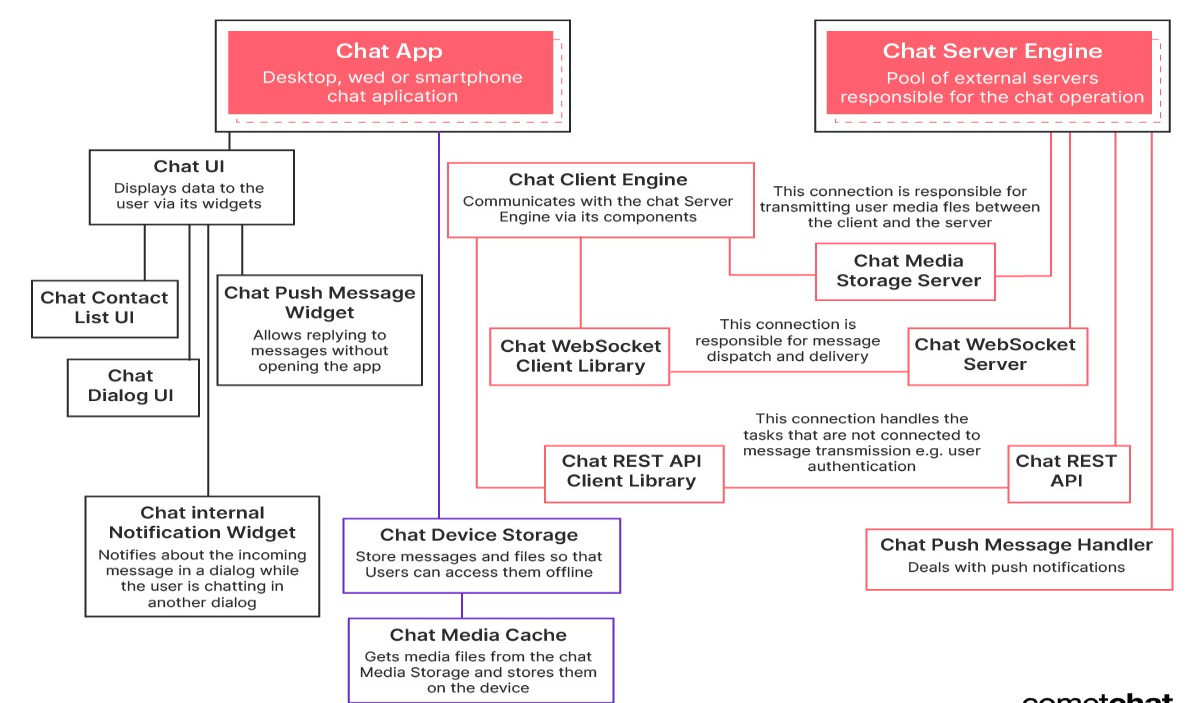 Chat App
Desktop, wed or smartphone
chat aplication
Chat Server Engine
Pool of external servers
responsible for the chat operation
Chat UI
Displays data to the
user via its widgets
Chat Client Engine
Communicates with the chat Server
Engine via its components
This connection is responsible for
transmitting user media fles between
the client and the server
Chat Media
Storage Server
Chat Contact
List UI
Chat Push Message
Widget
Allows replying to
messages without
opening the app
Chat
Dialog UI
Chat WebSocket
Client Library
This connection is
responsible for message
dispatch and delivery
Chat WebSocket
Server
This connection handles the
tasks that are not connected to
message transmission e.g. user
authentication
Chat REST API
Client Library
Chat REST
API
Chat internal
Notification Widget
Notifies about the incoming
message in a dialog while
the user is chatting in
another dialog
Chat Device Storage
Store messages and files so that
Users can access them offline
Chat Push Message Handler
Deals with push notifications
Chat Media Cache
Gets media files from the chat
Media Storage and stores them
on the device
cometchat